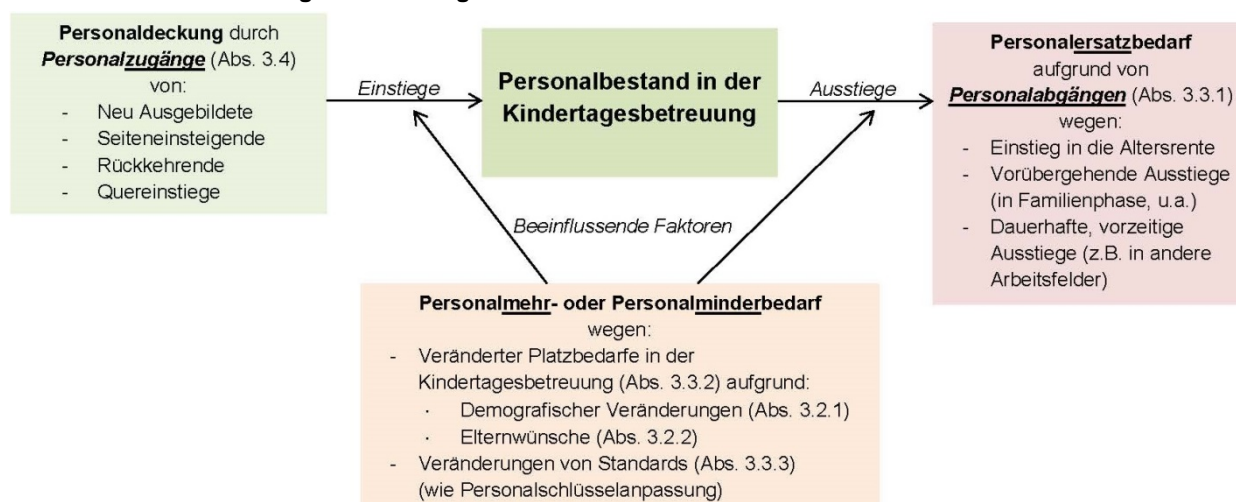 Personaldeckung durch
Personalzugänge (Abs. 3.4)
von:
- Neu Ausgebildete
- Seiteneinsteigende
- Rückkehrende
- Quereinstiege
Einstiege
Personalbestand in der
Kindertagesbetreuung
Ausstiege
Personalersatzbedarf
aufgrund von
Personalabgängen (Abs. 3.3.1)
wegen:
- Einstieg in die Altersrente
- Vorübergehende Ausstiege
(in Familienphase, u.a.)
- Dauerhafte, vorzeitige
Ausstiege (z.B. in andere
Arbeitsfelder)
Beeinflussende Faktoren
Personalmehr- oder Personalminderbedarf
wegen:
- Veränderter Platzbedarfe in der
Kindertagesbetreuung (Abs. 3.3.2) aufgrund:
· Demografischer Veränderungen (Abs. 3.2.1)
· Elternwünsche (Abs. 3.2.2)
- Veränderungen von Standards (Abs. 3.3.3)
(wie Personalschlüsselanpassung)